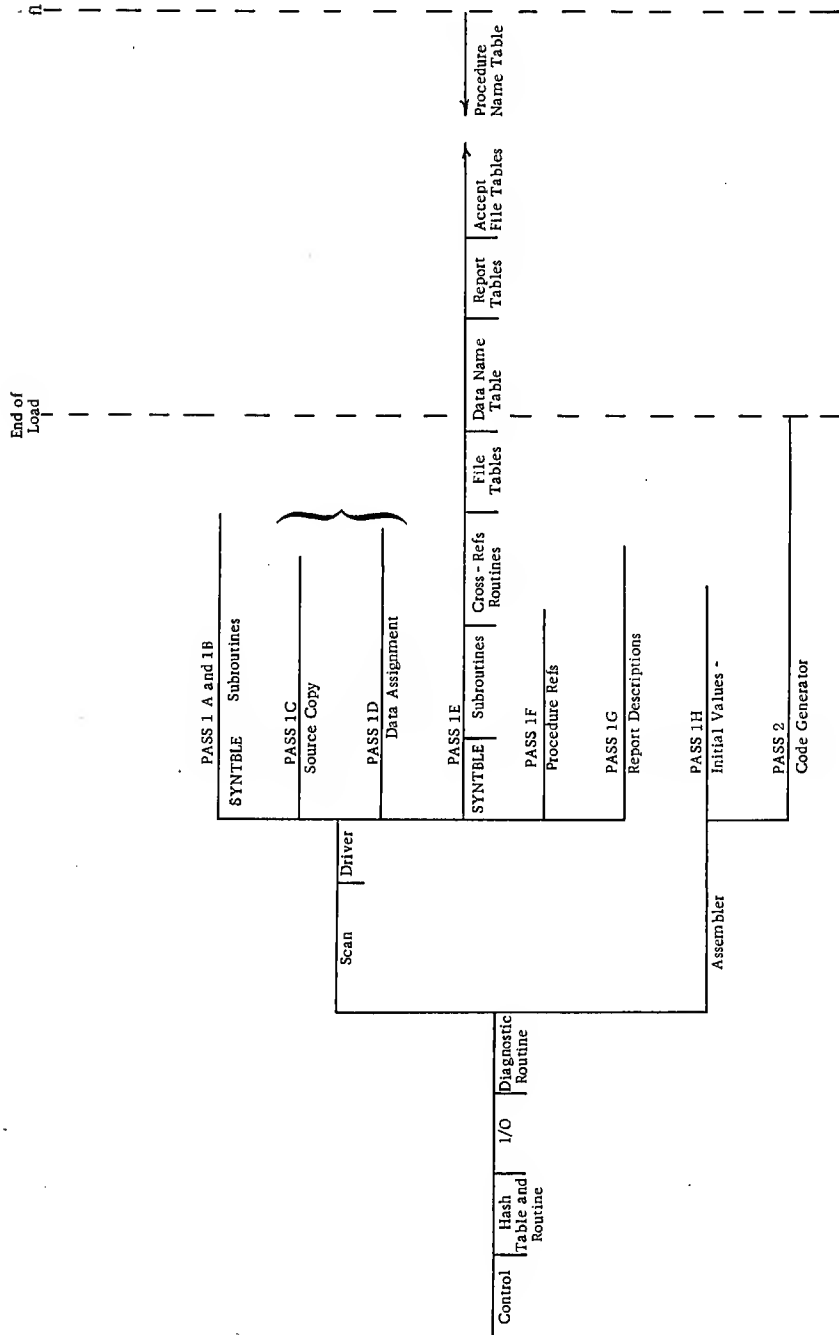 fl
End of
Load
PASS 1 A and 1B
SYNTBLE Subroutines
PASS 1C
Source Copy
PASS 1D
Data Assignment
PASS 1E
SYNTBLE
Subroutines
Cross - Refs
Routines
File
Tables
Data Name
Table
Report
Tables
Accept
File Tables
Procedure
Name Table
PASS 1F
Procedure Refs
PASS 1G
Report Descriptions
PASS 1H
Initial Values -
PASS 2
Code Generator
Scan
Driver
Assembler
Control
Hash
Table and
Routine
I/O
Diagnostic
Routine